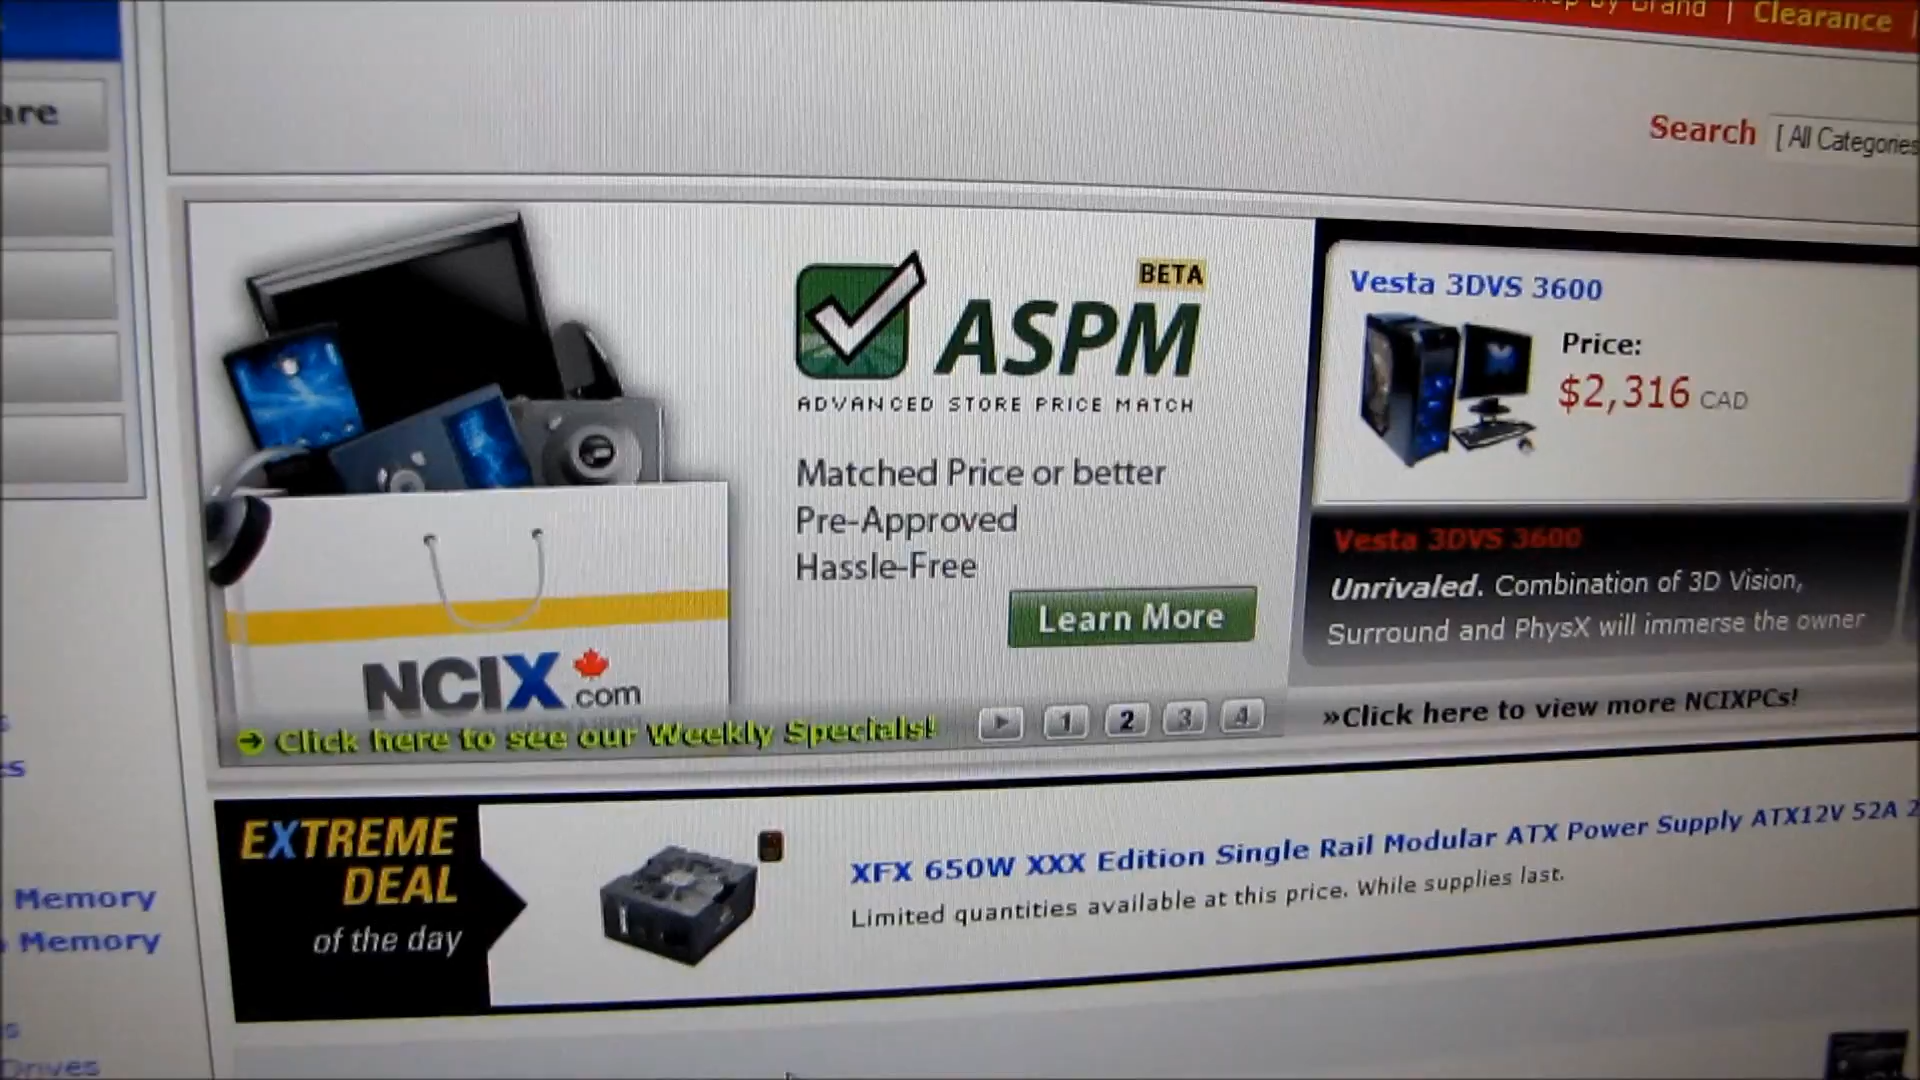 Clearance
Search [ All Categories
BETA
ASPM
ADVANCED STORE PRICE MATCH
Matched Price or better
Pre-Approved
Hassle-Free
Learn More
NCIX.com
Click here to see our Weekly Specials!
1 2 3 4
Vesta 3DVS 3600
Price:
$2,316 CAD
Vesta 3DVS 3600
Unrivaled. Combination of 3D Vision,
Surround and PhysX will immerse the owner
»Click here to view more NCIXPCs!
EXTREME
DEAL
of the day
XFX 650W XXX Edition Single Rail Modular ATX Power Supply ATX12V 52A 2
Limited quantities available at this price. While supplies last.
Memory
Memory
Drives